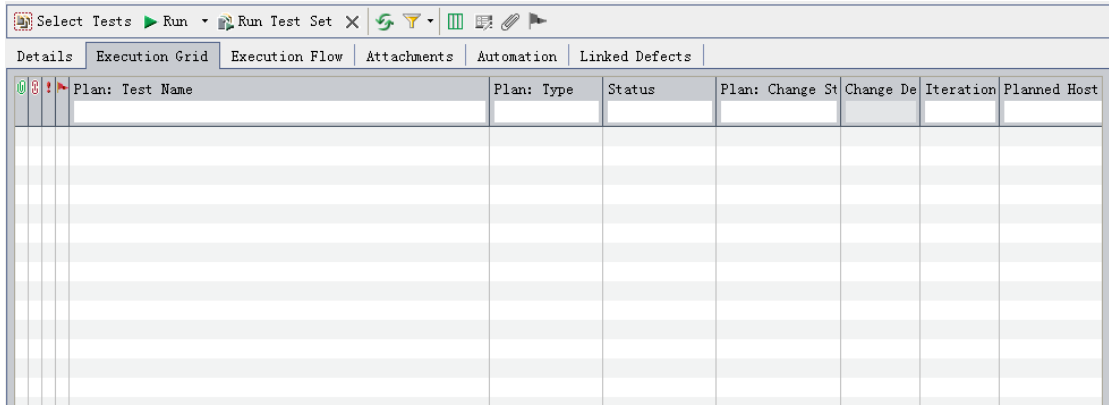 Select Tests Run Run Test Set
Details Execution Grid Execution Flow Attachments Automation Linked Defects
Plan: Test Name Plan: Type Status Plan: Change St Change De Iteration Planned Host